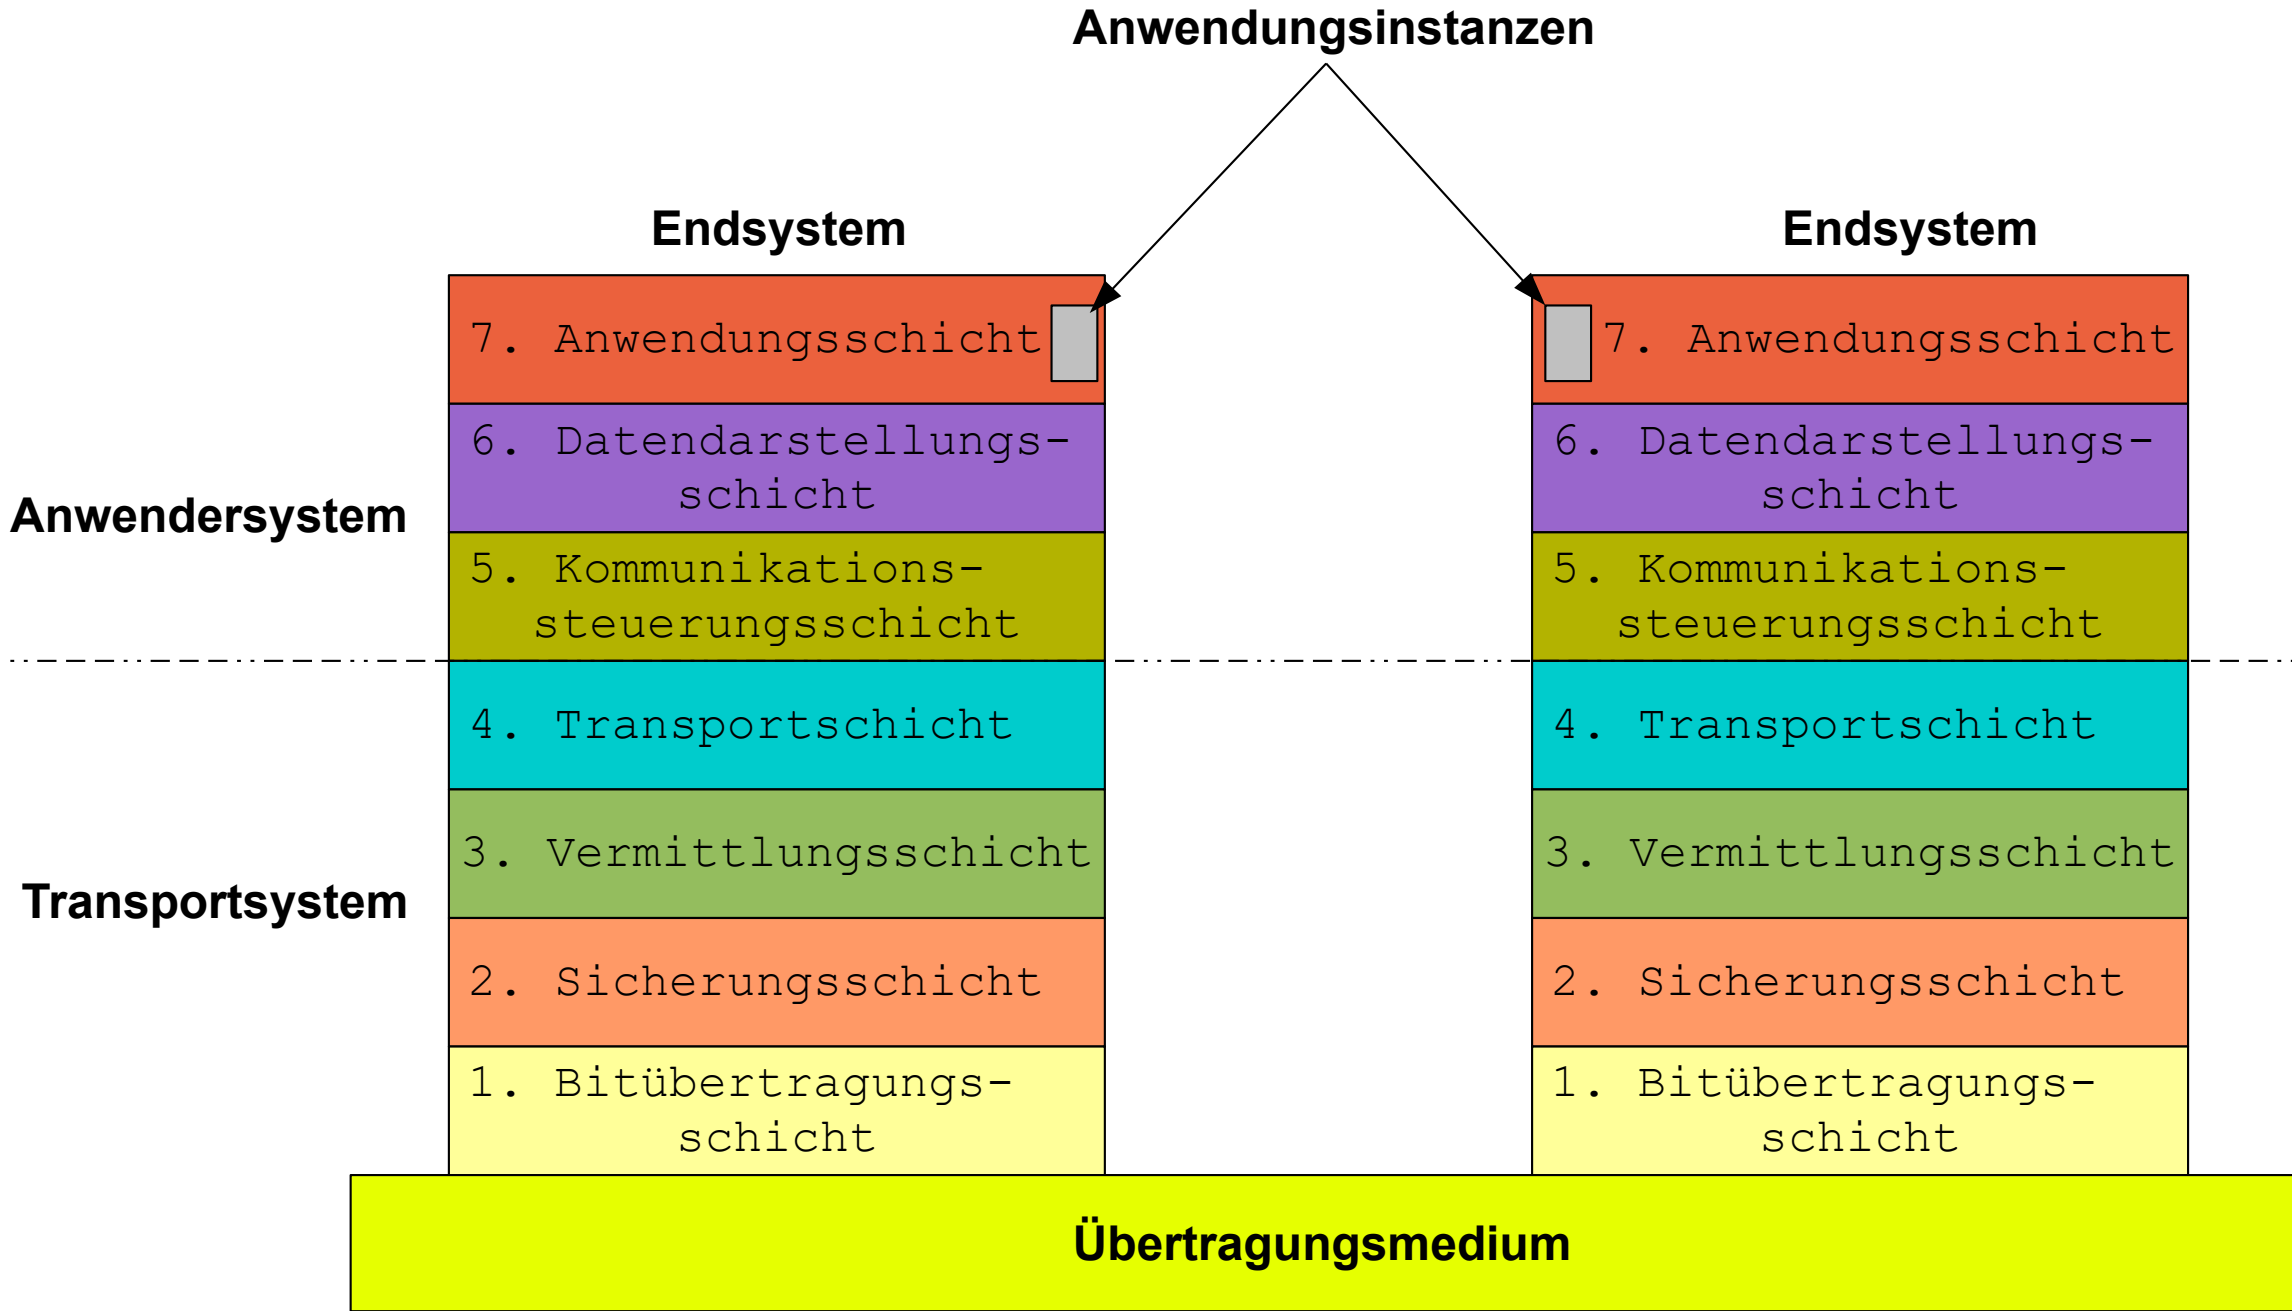 Anwendungsinstanzen
Endsystem
Endsystem
7. Anwendungsschicht
7. Anwendungsschicht
6. Datendarstellungs-
schicht
6. Datendarstellungs-
schicht
Anwendersystem
5. Kommunikations-
steuerungsschicht
5. Kommunikations-
steuerungsschicht
4. Transportschicht
4. Transportschicht
3. Vermittlungsschicht
3. Vermittlungsschicht
Transportsystem
2. Sicherungsschicht
2. Sicherungsschicht
1. Bitübertragungs-
schicht
1. Bitübertragungs-
schicht
Übertragungsmedium